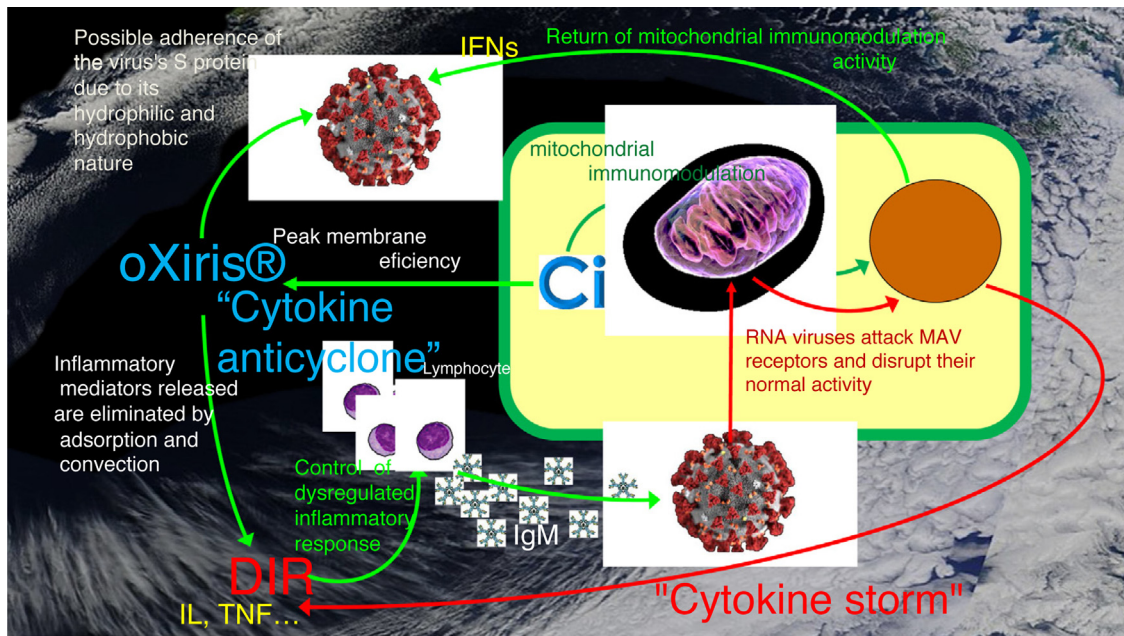 Possible adherence of
the virus's S protein
due to its
hydrophilic and
hydrophobic
nature
IFNs
Return of mitochondrial immunomodulation
activity
mitochondrial
immunomodulation
Peak membrane
eficiency
oXiris®
“Cytokine
anticyclone”
Ci
RNA viruses attack MAV
receptors and disrupt their
normal activity
Inflammatory
mediators released
are eliminated by
adsorption and
convection
Lymphocyte
Control of
dysregulated
inflammatory
response
IgM
DIR
IL, TNF...
"Cytokine storm"